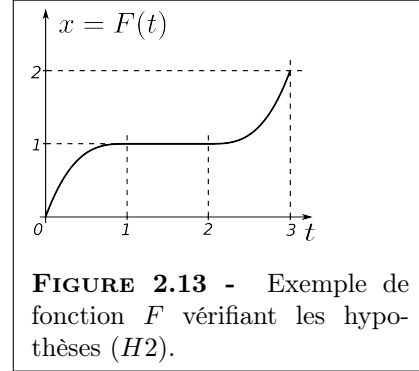 x = F(t)
2
1
0
1
2
3
t
FIGURE 2.13 - Exemple de
fonction F vérifiant les hypo-
thèses (H2).